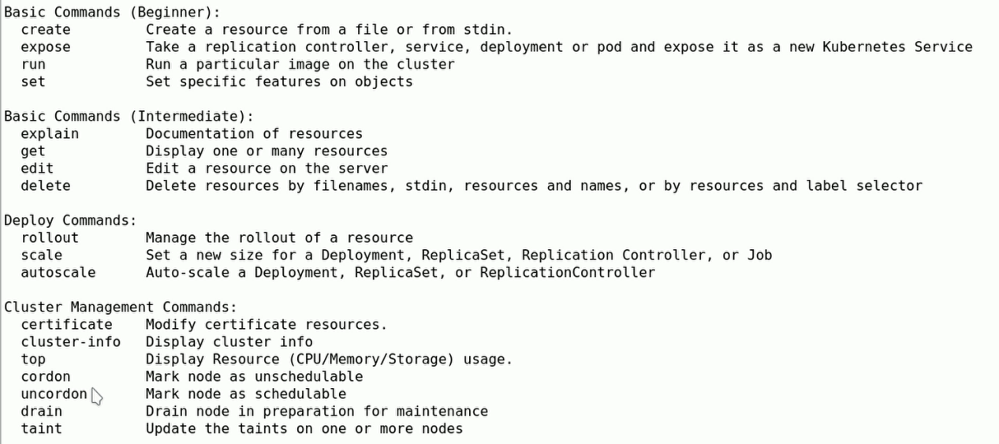 Basic Commands (Beginner):
  create         Create a resource from a file or from stdin.
  expose         Take a replication controller, service, deployment or pod and expose it as a new Kubernetes Service
  run            Run a particular image on the cluster
  set            Set specific features on objects

Basic Commands (Intermediate):
  explain        Documentation of resources
  get            Display one or many resources
  edit           Edit a resource on the server
  delete         Delete resources by filenames, stdin, resources and names, or by resources and label selector

Deploy Commands:
  rollout        Manage the rollout of a resource
  scale          Set a new size for a Deployment, ReplicaSet, Replication Controller, or Job
  autoscale      Auto-scale a Deployment, ReplicaSet, or ReplicationController

Cluster Management Commands:
  certificate    Modify certificate resources.
  cluster-info   Display cluster info
  top            Display Resource (CPU/Memory/Storage) usage.
  cordon         Mark node as unschedulable
  uncordon       Mark node as schedulable
  drain          Drain node in preparation for maintenance
  taint          Update the taints on one or more nodes